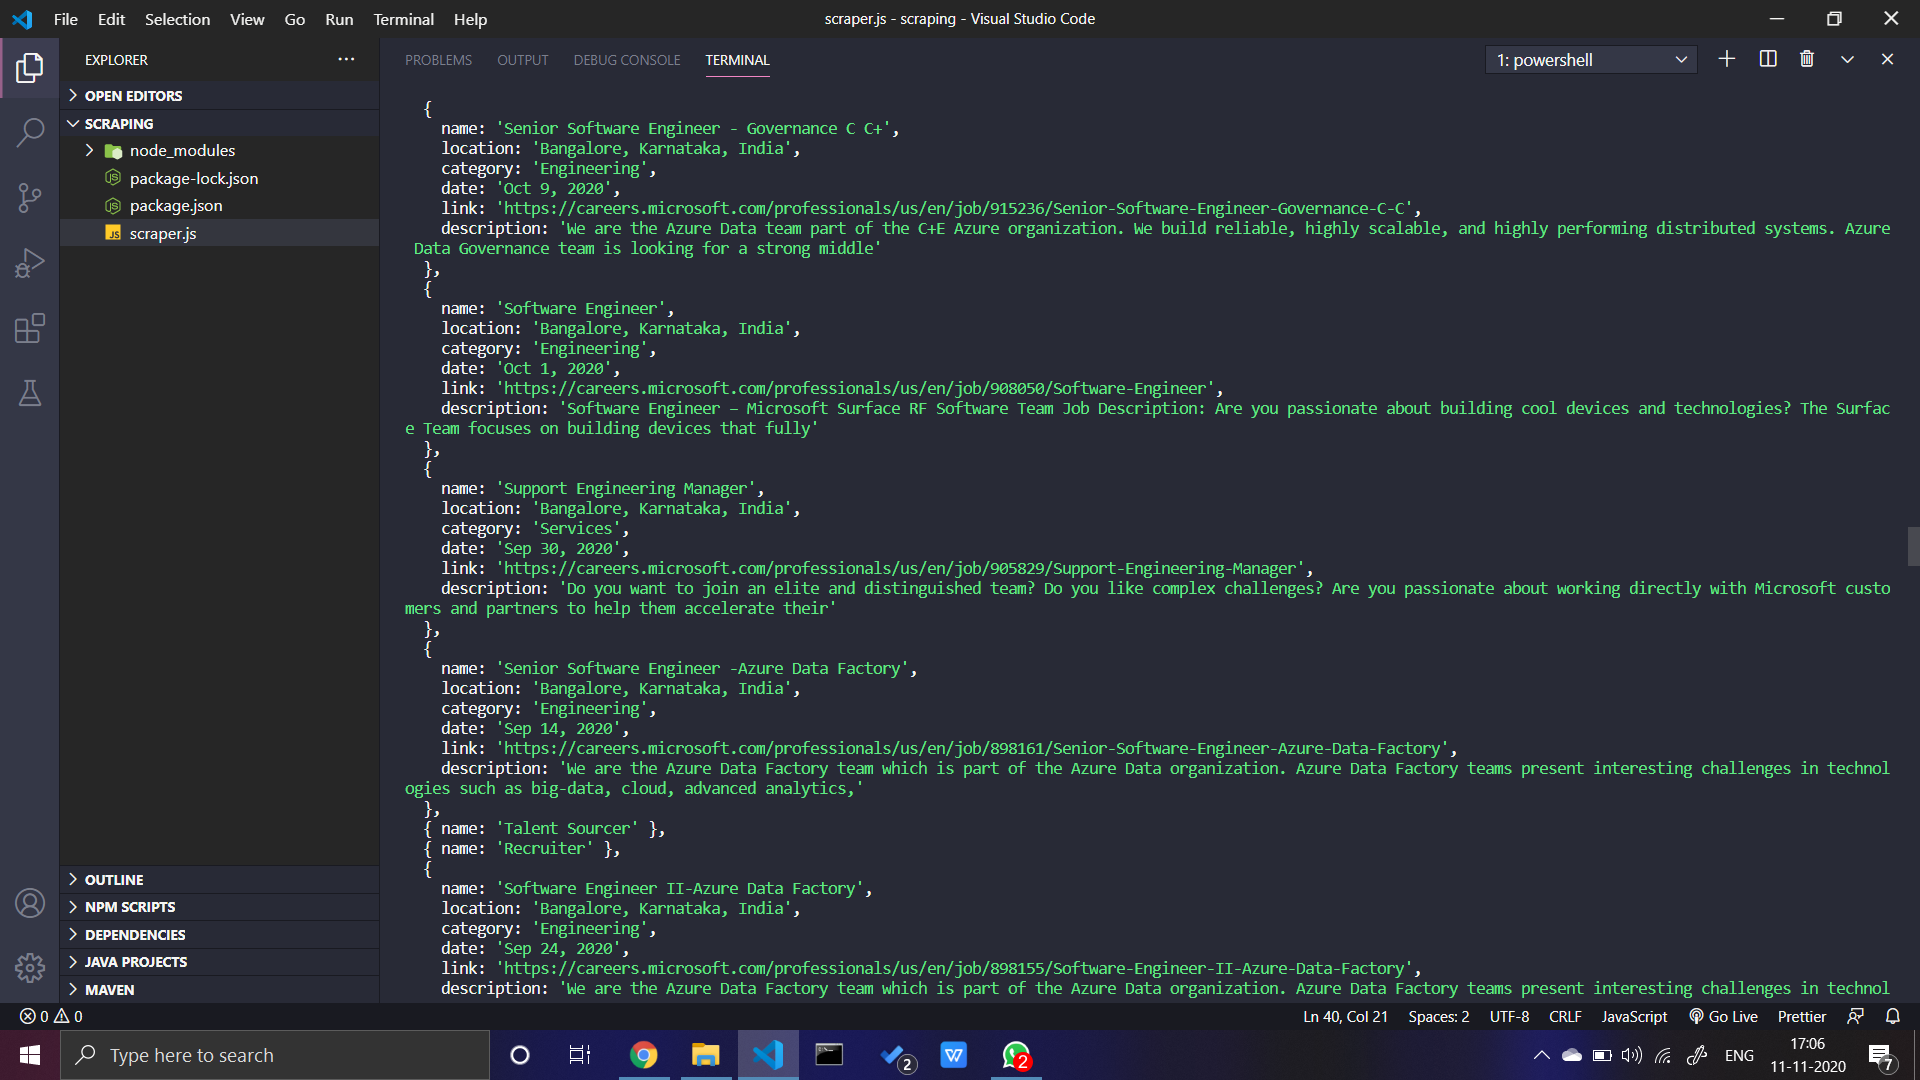 File Edit Selection View Go Run Terminal Help
scraper.js - scraping - Visual Studio Code
EXPLORER
OPEN EDITORS
SCRAPING
node_modules
package-lock.json
package.json
JS scraper.js
OUTLINE
NPM SCRIPTS
DEPENDENCIES
JAVA PROJECTS
MAVEN
PROBLEMS OUTPUT DEBUG CONSOLE TERMINAL
1: powershell
{
name: 'Senior Software Engineer - Governance C C+',
location: 'Bangalore, Karnataka, India',
category: 'Engineering',
date: 'Oct 9, 2020',
link: 'https://careers.microsoft.com/professionals/us/en/job/915236/Senior-Software-Engineer-Governance-C-C',
description: 'We are the Azure Data team part of the C+E Azure organization. We build reliable, highly scalable, and highly performing distributed systems. Azure
Data Governance team is looking for a strong middle'
},
{
name: 'Software Engineer',
location: 'Bangalore, Karnataka, India',
category: 'Engineering',
date: 'Oct 1, 2020',
link: 'https://careers.microsoft.com/professionals/us/en/job/908050/Software-Engineer',
description: 'Software Engineer – Microsoft Surface RF Software Team Job Description: Are you passionate about building cool devices and technologies? The Surfac
e Team focuses on building devices that fully'
},
{
name: 'Support Engineering Manager',
location: 'Bangalore, Karnataka, India',
category: 'Services',
date: 'Sep 30, 2020',
link: 'https://careers.microsoft.com/professionals/us/en/job/905829/Support-Engineering-Manager',
description: 'Do you want to join an elite and distinguished team? Do you like complex challenges? Are you passionate about working directly with Microsoft custo
mers and partners to help them accelerate their'
},
{
name: 'Senior Software Engineer -Azure Data Factory',
location: 'Bangalore, Karnataka, India',
category: 'Engineering',
date: 'Sep 14, 2020',
link: 'https://careers.microsoft.com/professionals/us/en/job/898161/Senior-Software-Engineer-Azure-Data-Factory',
description: 'We are the Azure Data Factory team which is part of the Azure Data organization. Azure Data Factory teams present interesting challenges in technol
ogies such as big-data, cloud, advanced analytics,'
},
{ name: 'Talent Sourcer' },
{ name: 'Recruiter' },
{
name: 'Software Engineer II-Azure Data Factory',
location: 'Bangalore, Karnataka, India',
category: 'Engineering',
date: 'Sep 24, 2020',
link: 'https://careers.microsoft.com/professionals/us/en/job/898155/Software-Engineer-II-Azure-Data-Factory',
description: 'We are the Azure Data Factory team which is part of the Azure Data organization. Azure Data Factory teams present interesting challenges in technol
0 0
Ln 40, Col 21 Spaces: 2 UTF-8 CRLF JavaScript Go Live Prettier
Type here to search
2
W
2
ENG
17:06
11-11-2020
7